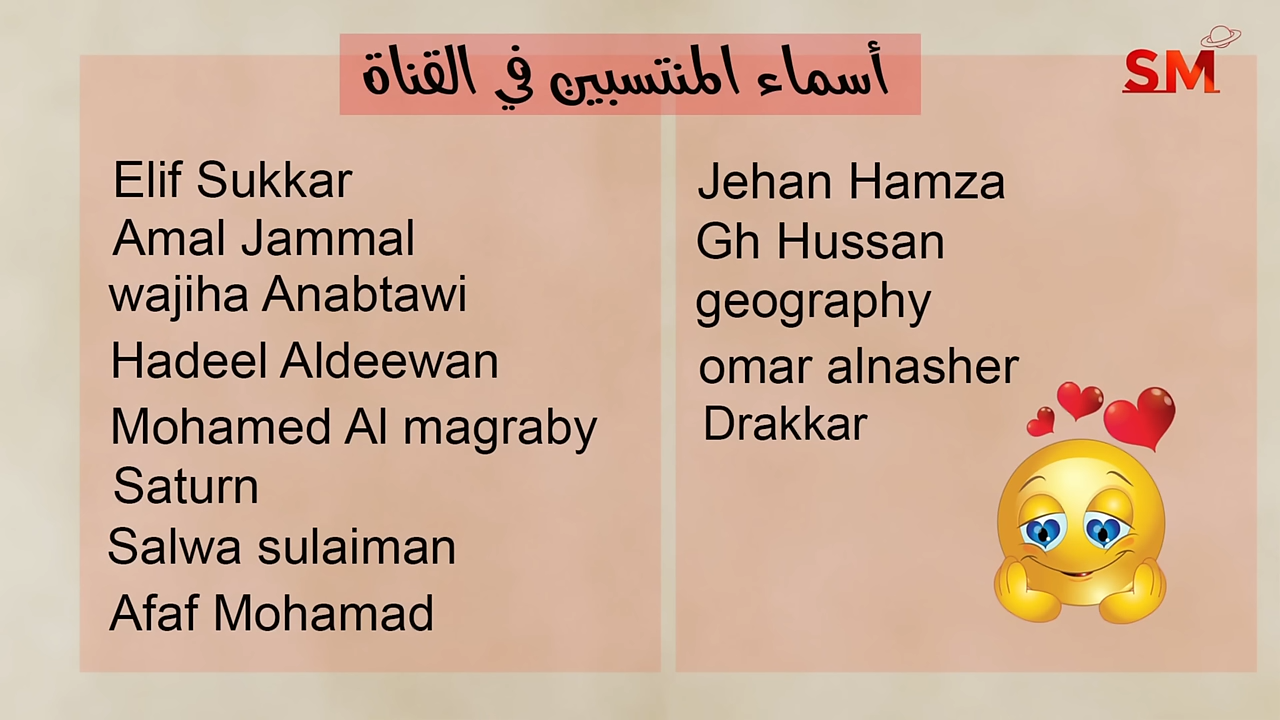 أسماء المنتسبين في القناة
SM
Elif Sukkar
Amal Jammal
wajiha Anabtawi
Hadeel Aldeewan
Mohamed Al magraby
Saturn
Salwa sulaiman
Afaf Mohamad
Jehan Hamza
Gh Hussan
geography
omar alnasher
Drakkar